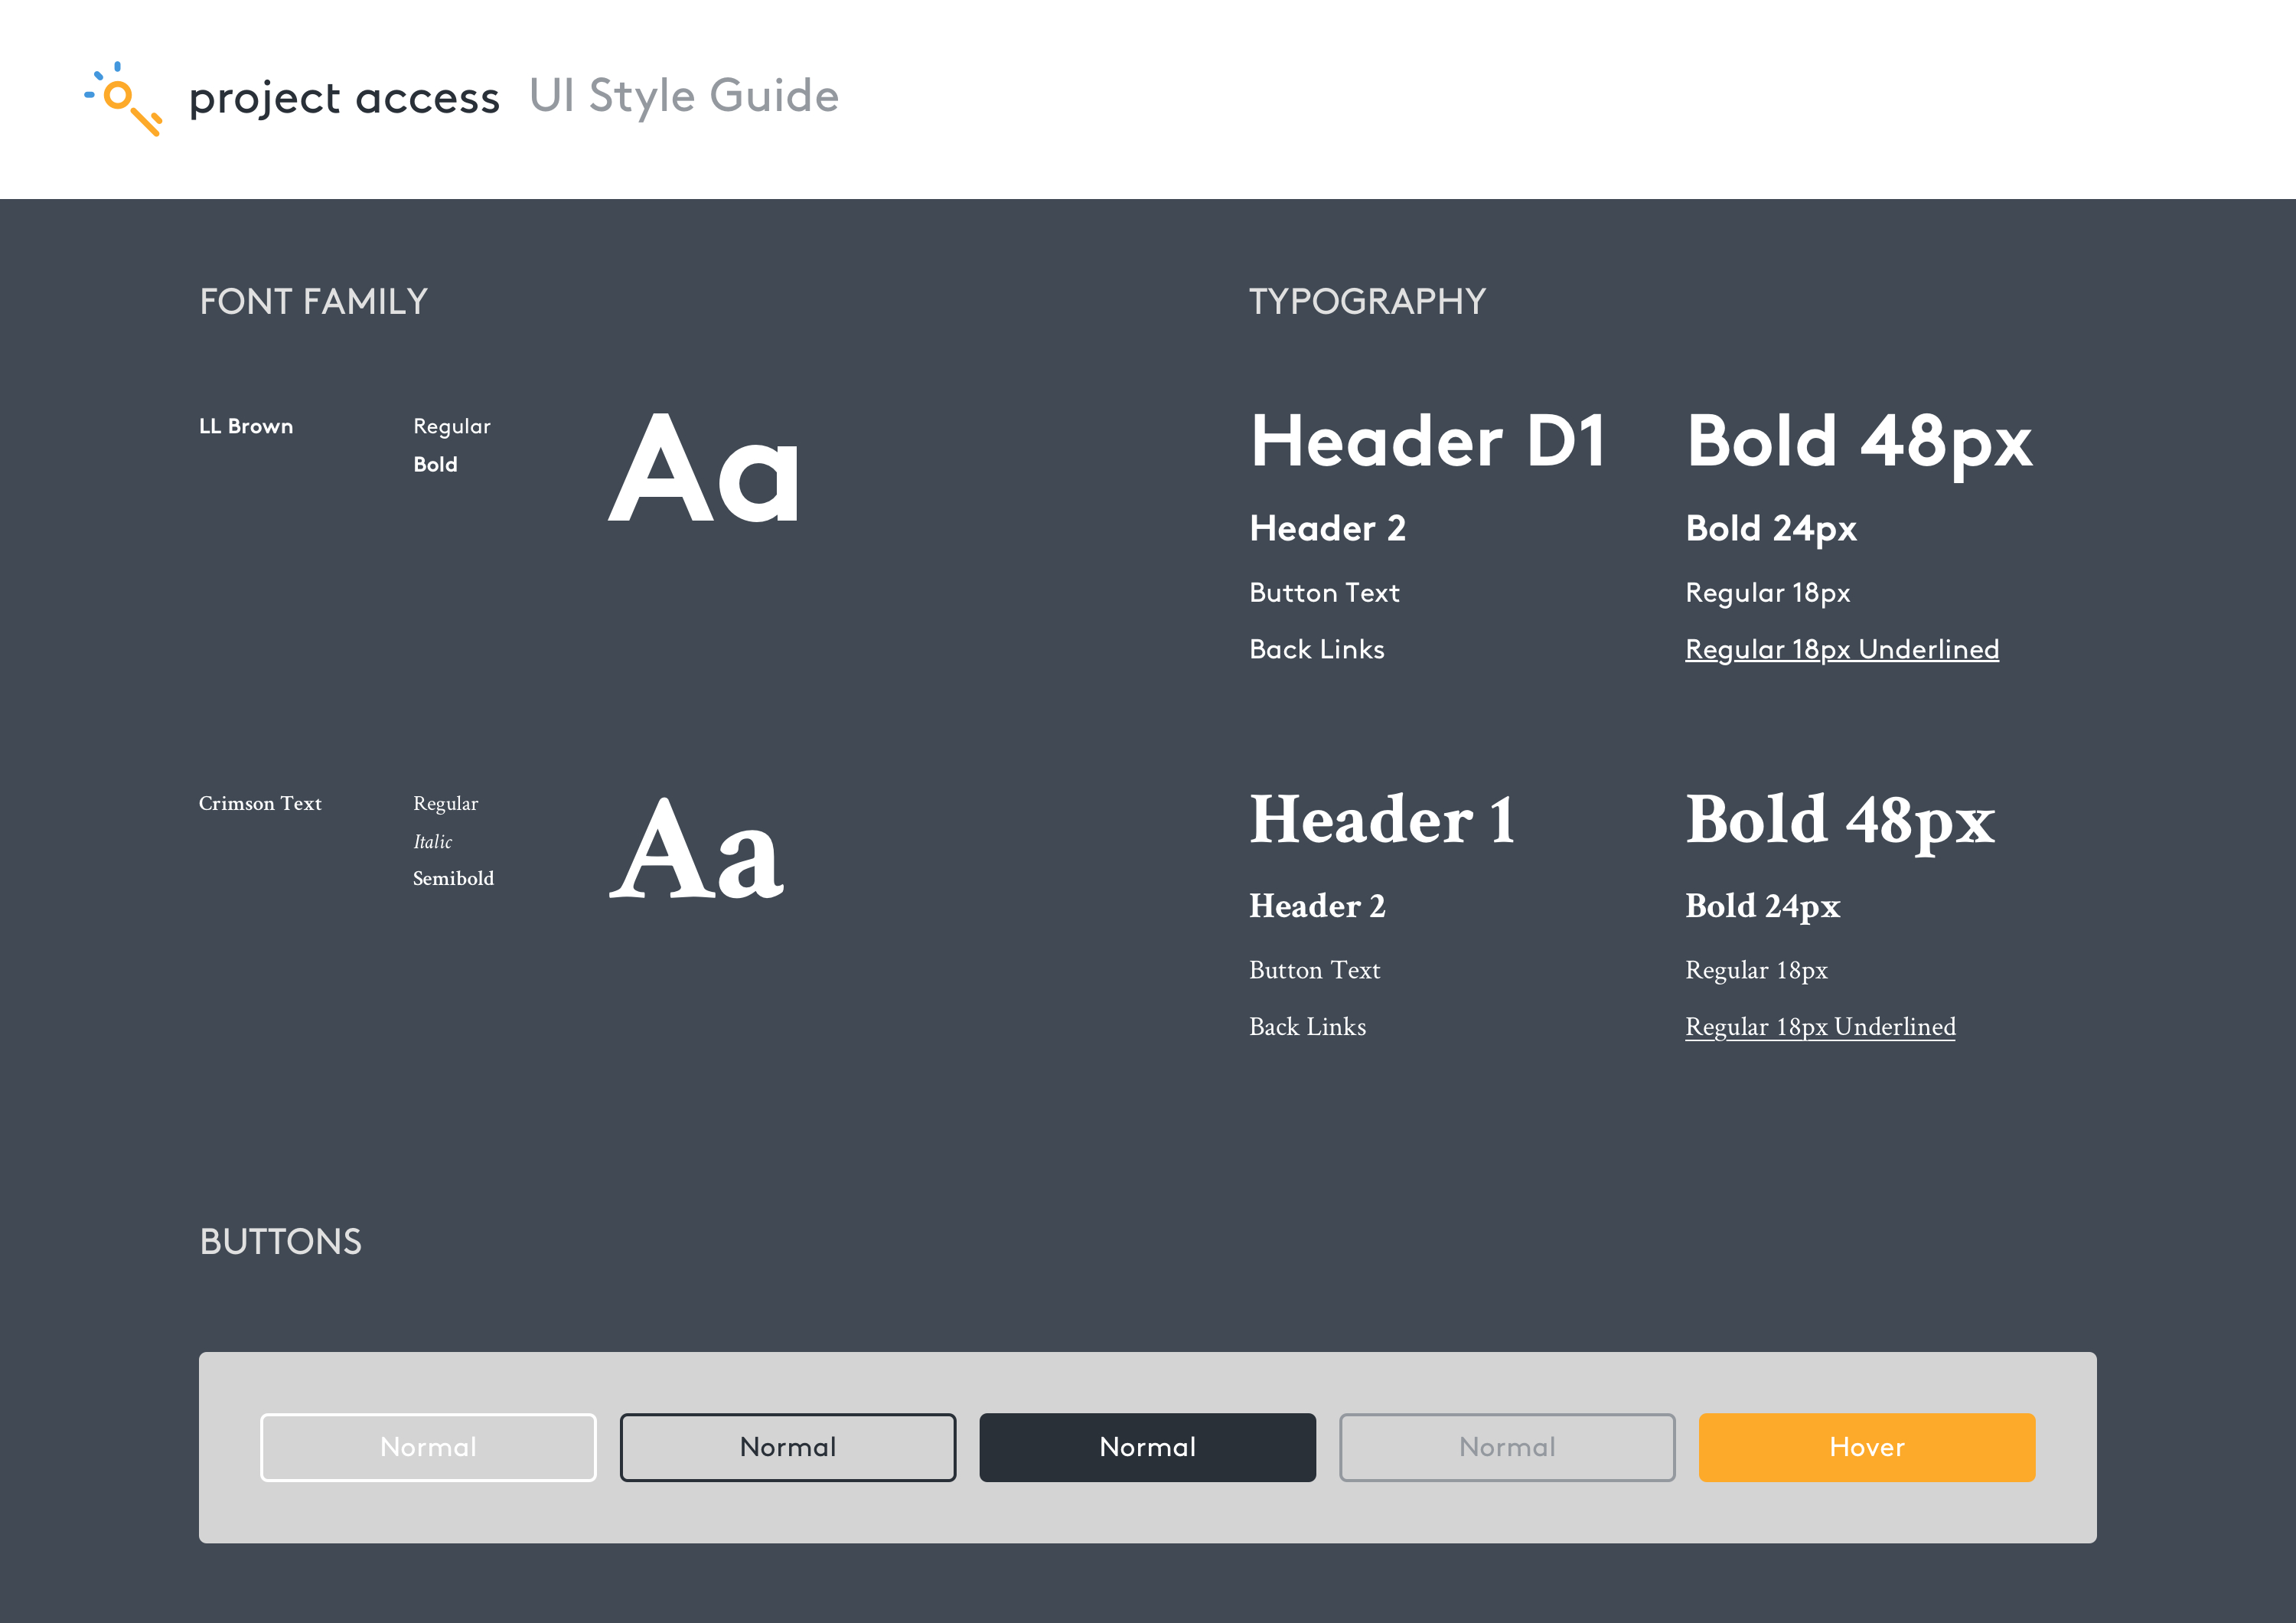 project access UI Style Guide
FONT FAMILY
LL Brown
Regular
Bold
Aa
Crimson Text
Regular
Italic
Semibold
Aa
TYPOGRAPHY
Header D1 Bold 48px
Header 2 Bold 24px
Button Text Regular 18px
Back Links Regular 18px Underlined
Header 1 Bold 48px
Header 2 Bold 24px
Button Text Regular 18px
Back Links Regular 18px Underlined
BUTTONS
Normal Normal Normal Normal Hover